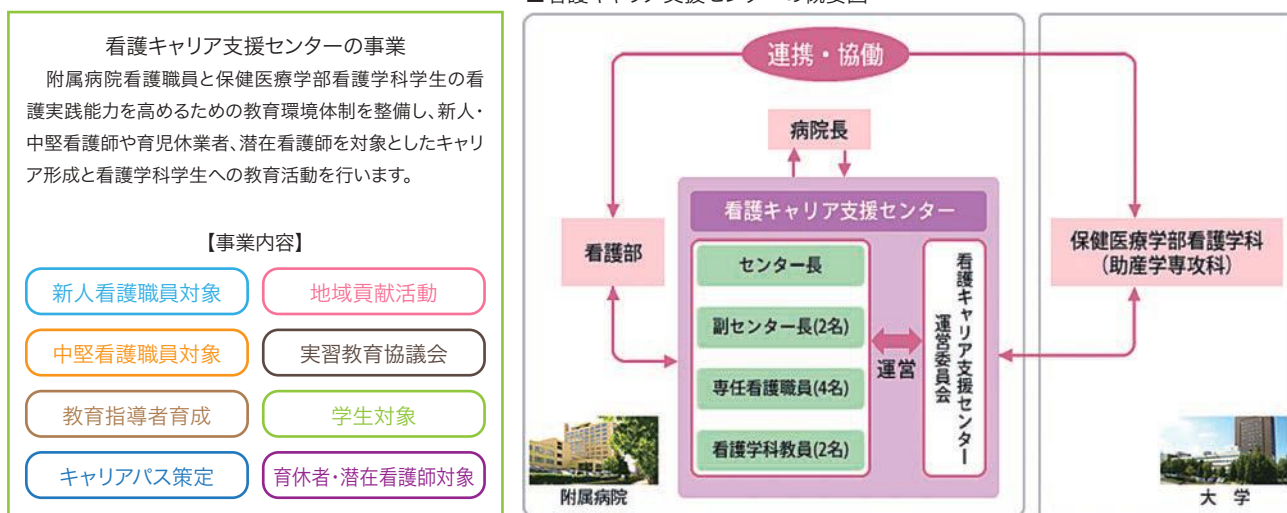 看護キャリア支援センターの事業
附属病院看護職員と保健医療学部看護学科学生の看
護実践能力を高めるための教育環境体制を整備し、新人・
中堅看護師や育児休業者、潜在看護師を対象としたキャリ
ア形成と看護学科学生への教育活動を行います。
【事業内容】
新人看護職員対象
地域貢献活動
中堅看護職員対象
実習教育協議会
教育指導者育成
学生対象
キャリアパス策定
育休者・潜在看護師対象
連携・協働
病院長
看護キャリア支援センター
看護部
センター長
副センター長(2名)
専任看護職員(4名)
看護学科教員(2名)
運営
看護キャリア支援センター
運営委員会
保健医療学部看護学科
(助産学専攻科)
附属病院
大 学